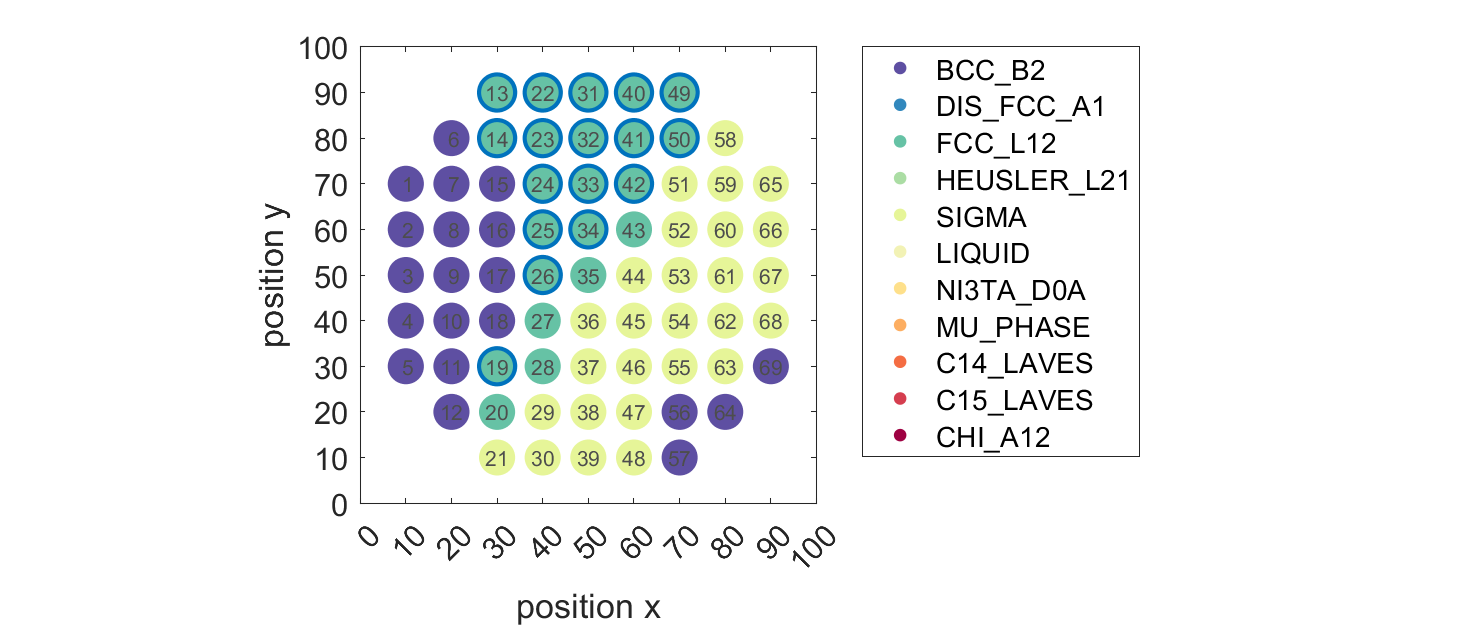 100
90
80
70
60
50
40
30
20
10
0
position y
13 22 31 40 49
6 14 23 32 41 50 58
1 7 15 24 33 42 51 59 65
2 8 16 25 34 43 52 60 66
3 9 17 26 35 44 53 61 67
4 10 18 27 36 45 54 62 68
5 11 19 28 37 46 55 63 69
12 20 29 38 47 56 64
21 30 39 48 57
0 10 20 30 40 50 60 70 80 90 100
position x
BCC_B2
DIS_FCC_A1
FCC_L12
HEUSLER_L21
SIGMA
LIQUID
NI3TA_D0A
MU_PHASE
C14_LAVES
C15_LAVES
CHI_A12